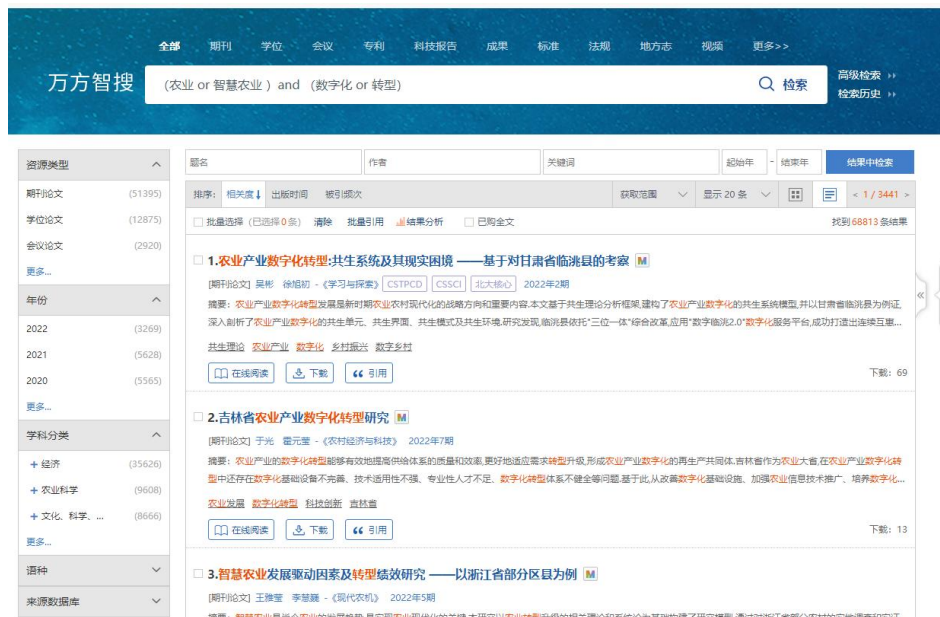 全部 期刊 学位 会议 专利 科技报告 成果 标准 法规 地方志 视频 更多>>
万方智搜 (农业 or 智慧农业 ) and (数字化 or 转型) 检索 高级检索
检索历史
资源类型
期刊论文 (51395)
学位论文 (12875)
会议论文 (2920)
更多...
年份
2022 (3269)
2021 (5628)
2020 (5565)
更多...
学科分类
+ 经济 (35626)
+ 农业科学 (9608)
+ 文化、科学、... (8666)
更多...
语种
来源数据库
题名 作者 关键词 起始年 - 结束年 结果中检索
排序: 相关度↓ 出版时间 被引频次 获取范围 显示 20 条 < 1 / 3441 >
批量选择 (已选择 0 条) 清除 批量引用 结果分析 已购全文 找到 66813 条结果
1.农业产业数字化转型:共生系统及其现实困境 ——基于对甘肃省临洮县的考察 M
[期刊论文] 吴彬 徐旭初 -《学习与探索》 CSTPCD CSSCI 北大核心 2022年2期
摘要：农业产业数字化转型发展是新时期农业农村现代化的战略方向和重要内容.本文基于共生理论分析框架,建构了农业产业数字化的共生系统模型,并以甘肃省临洮县为例证,
深入剖析了农业产业数字化的共生单元、共生界面、共生模式及共生环境.研究发现,临洮县依托"三位一体"综合改革,应用"数字临洮2.0"数字化服务平台,成功打造出连续互惠...
共生理论 农业产业 数字化 乡村振兴 数字乡村
在线阅读 下载 引用 下载：69
2.吉林省农业产业数字化转型研究 M
[期刊论文] 于光 霍元莹 -《农村经济与科技》 2022年7期
摘要：农业产业的数字化转型能够有效地提高供给体系的质量和效率,更好地适应需求转型升级,形成农业产业数字化的再生产共同体.吉林省作为农业大省,在农业产业数字化转
型中还存在数字化基础设备不完善、技术适用性不强、专业性人才不足、数字化转型体系不健全等问题.基于此,从改善数字化基础设施、加强农业信息技术推广、培养数字化...
农业发展 数字化转型 科技创新 吉林省
在线阅读 下载 引用 下载：13
3.智慧农业发展驱动因素及转型绩效研究 ——以浙江省部分区县为例 M
[期刊论文] 王雅莹 李慧巍 -《现代农机》 2022年5期